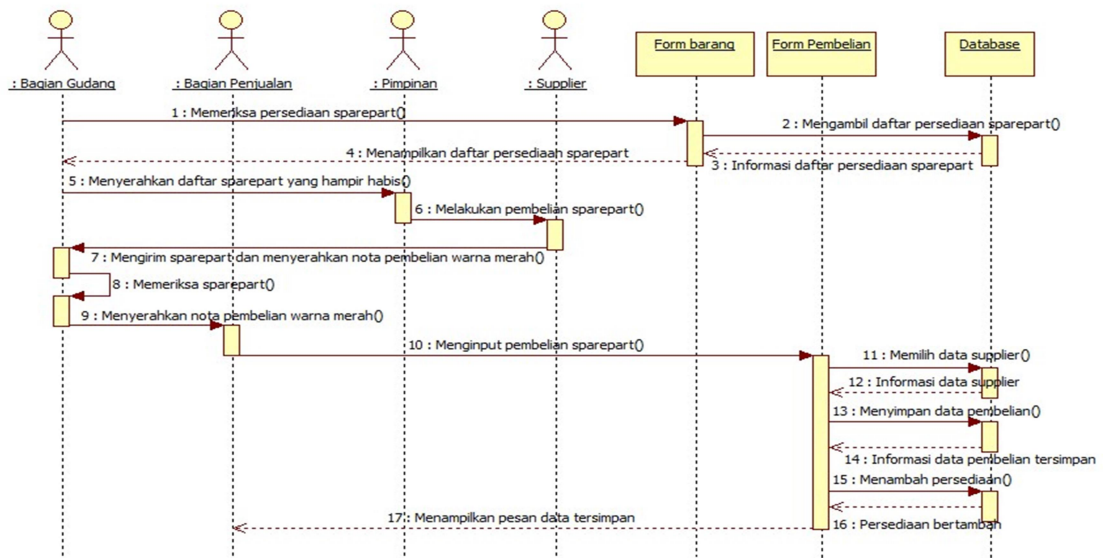 Form barang
Form Pembelian
Database
: Bagian Gudang
: Bagian Penjualan
: Pimpinan
: Supplier
1 : Memeriksa persediaan sparepart()
2 : Mengambil daftar persediaan sparepart()
3 : Informasi daftar persediaan sparepart
4 : Menampilkan daftar persediaan sparepart
5 : Menyerahkan daftar sparepart yang hampir habis()
6 : Melakukan pembelian sparepart()
7 : Mengirim sparepart dan menyerahkan nota pembelian warna merah()
8 : Memeriksa sparepart()
9 : Menyerahkan nota pembelian warna merah()
10 : Menginput pembelian sparepart()
11 : Memilih data supplier()
12 : Informasi data supplier
13 : Menyimpan data pembelian()
14 : Informasi data pembelian tersimpan
15 : Menambah persediaan()
16 : Persediaan bertambah
17 : Menampilkan pesan data tersimpan